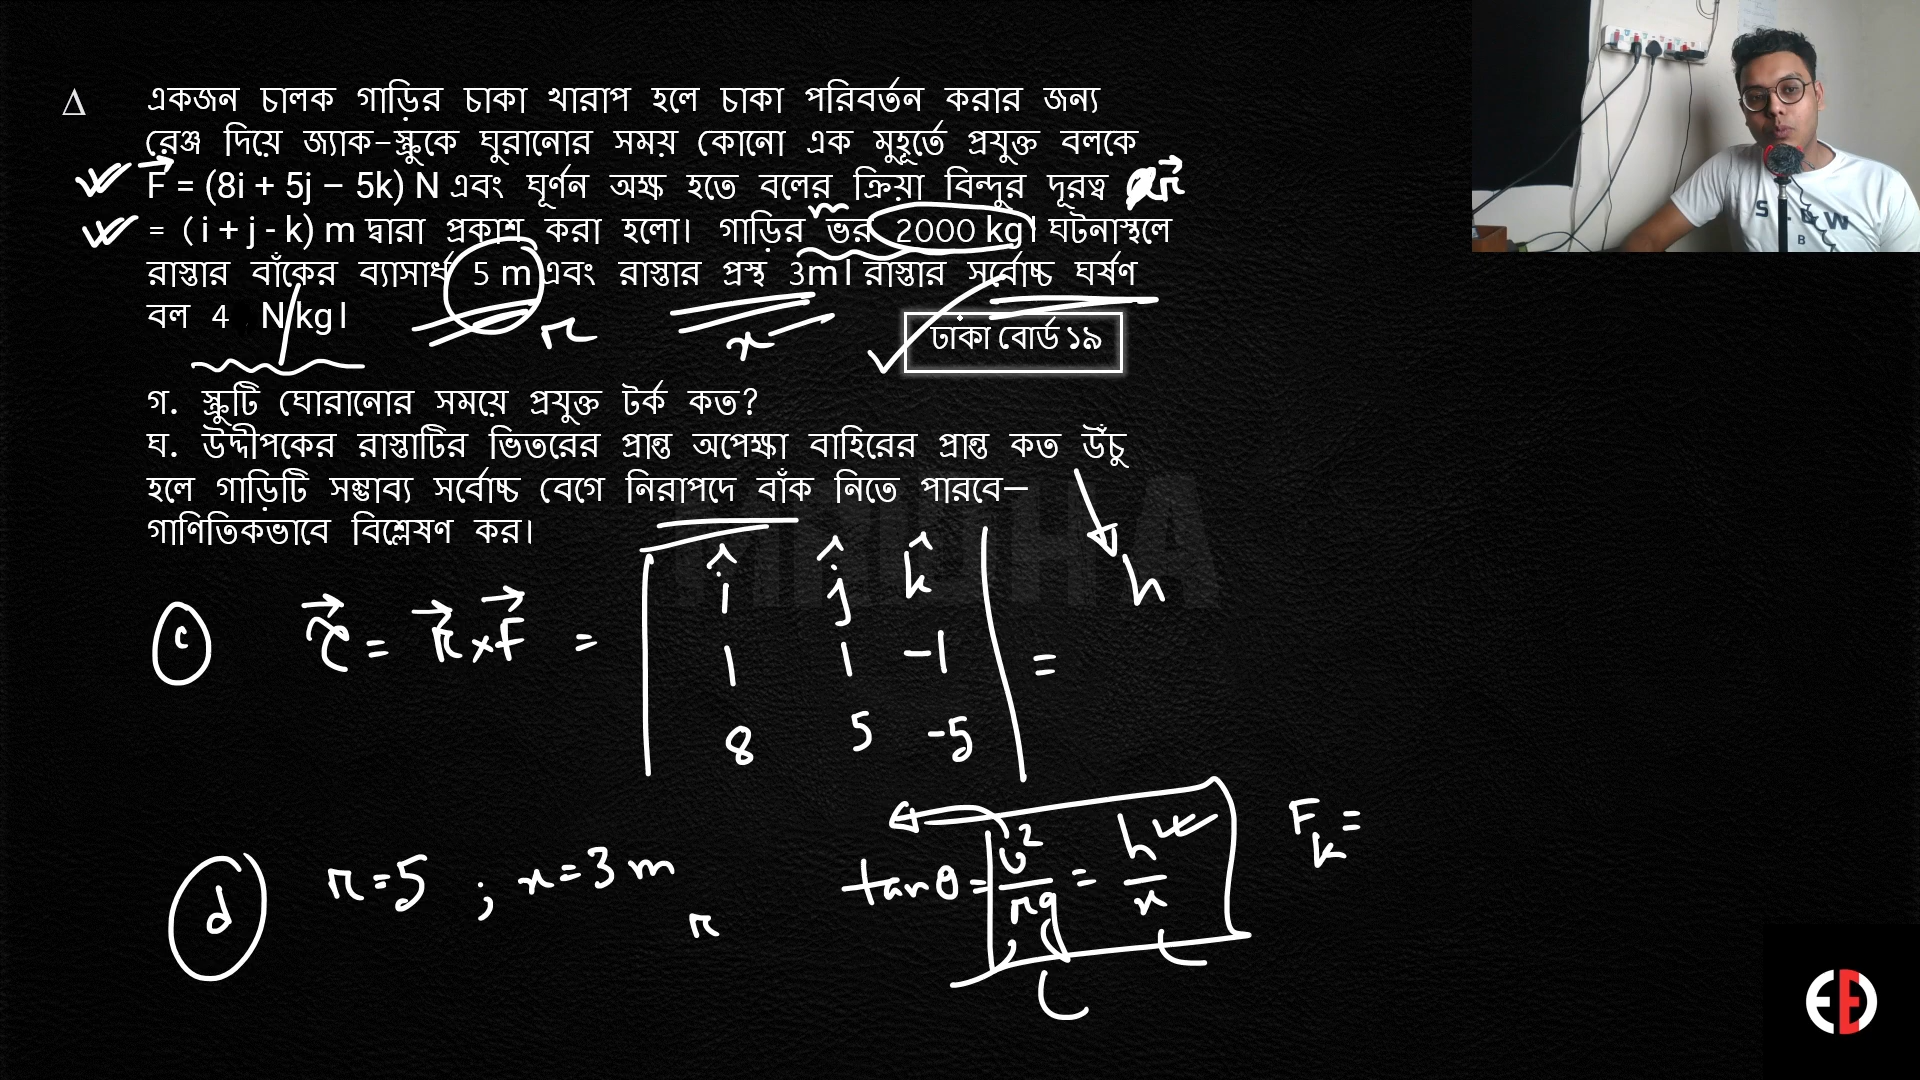 Δ একজন চালক গাড়ির চাকা খারাপ হলে চাকা পরিবর্তন করার জন্য
রেঞ্জ দিয়ে জ্যাক-স্ক্রুকে ঘুরানোর সময় কোনো এক মুহূর্তে প্রযুক্ত বলকে
F = (8i + 5j – 5k) N এবং ঘূর্ণন অক্ষ হতে বলের ক্রিয়া বিন্দুর দূরত্ব r
= ( i + j - k) m দ্বারা প্রকাশ করা হলো। গাড়ির ভর 2000 kg। ঘটনাস্থলে
রাস্তার বাঁকের ব্যাসার্ধ 5 m এবং রাস্তার প্রস্থ 3m। রাস্তার সর্বোচ্চ ঘর্ষণ
বল 4 N/kg।
r
x
ঢাকা বোর্ড ১৯
গ. স্ক্রুটি ঘোরানোর সময়ে প্রযুক্ত টর্ক কত?
ঘ. উদ্দীপকের রাস্তাটির ভিতরের প্রান্ত অপেক্ষা বাহিরের প্রান্ত কত উঁচু
হলে গাড়িটি সম্ভাব্য সর্বোচ্চ বেগে নিরাপদে বাঁক নিতে পারবে—
গাণিতিকভাবে বিশ্লেষণ কর।
h
c τ = r × F = | î ĵ k̂ |
1 1 -1 =
8 5 -5
d r = 5 ; x = 3 m
r
tan θ = v²/rg = h/x
F_k =
S
W
B